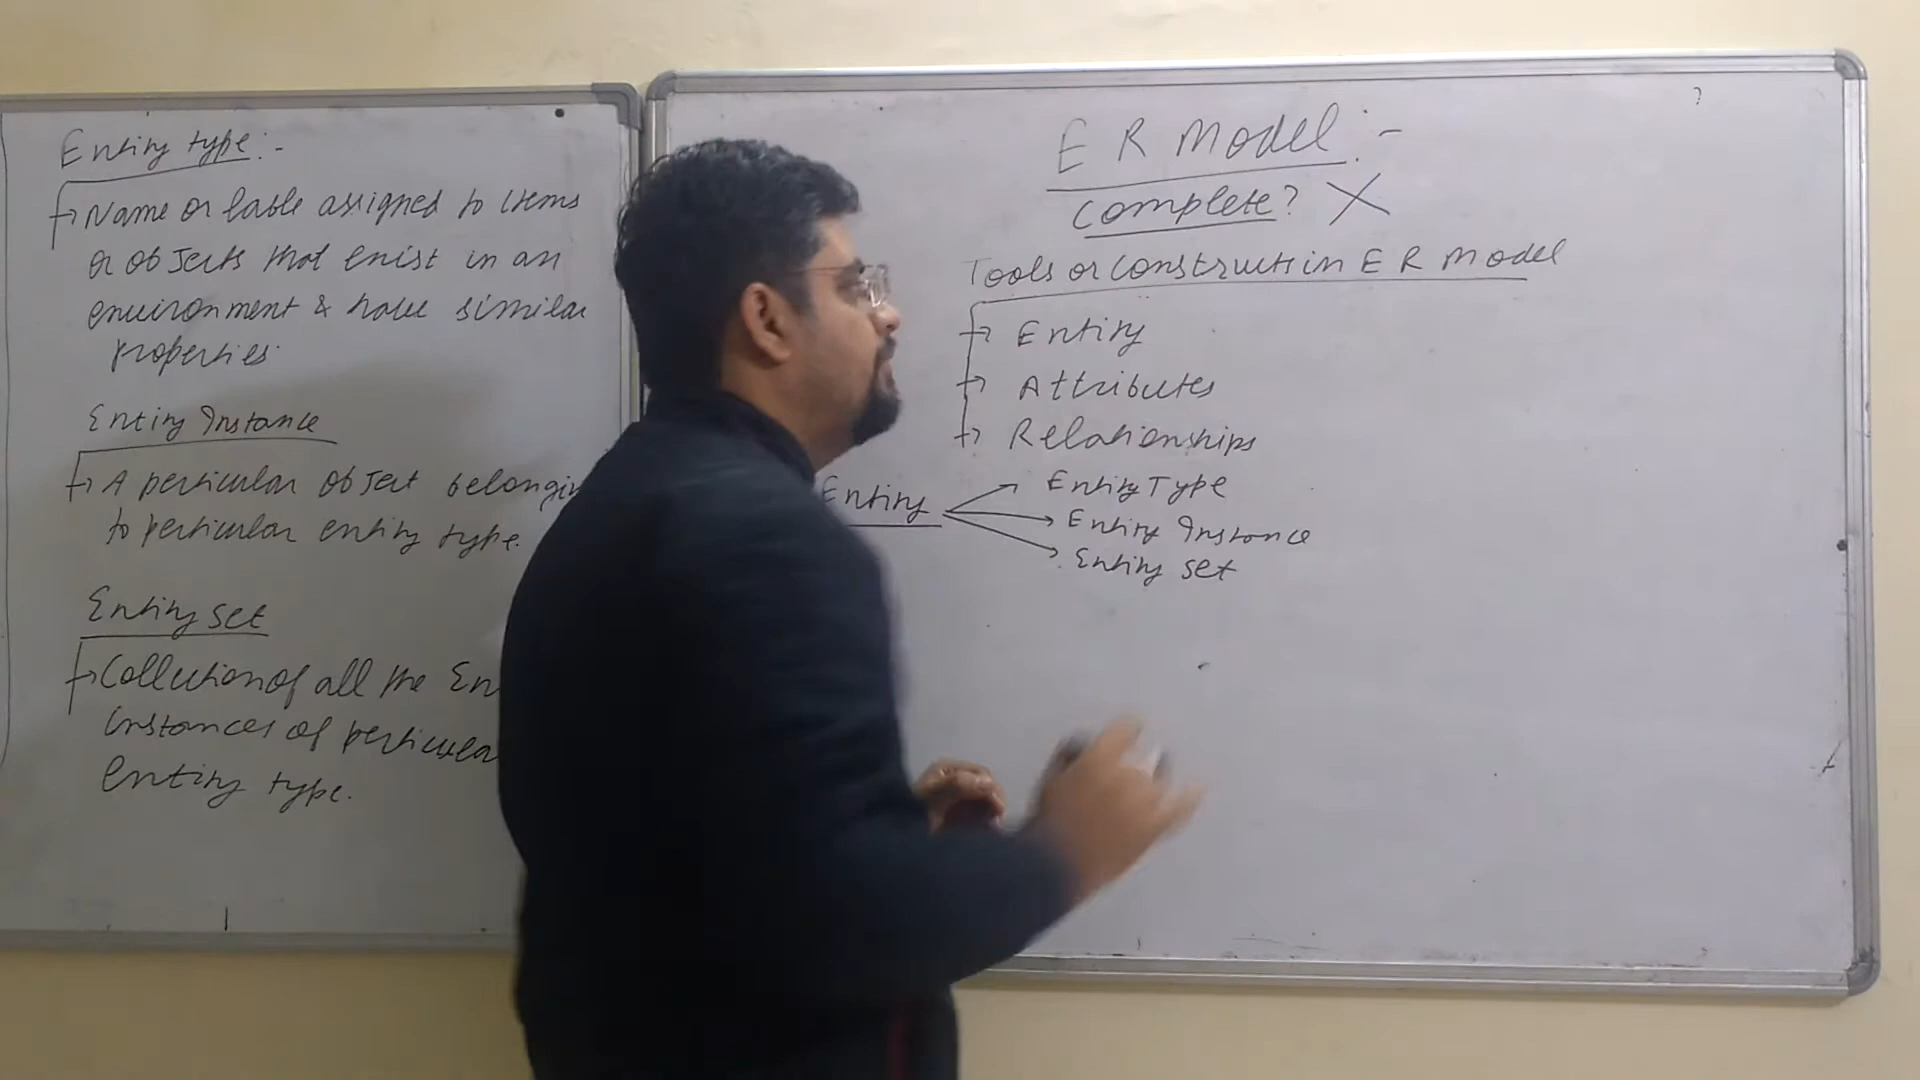 Entity type:-
Name or lable assigned to items
or objects that exist in an
environment & have similar
properties.
Entity Instance
A perticular object belonging
to perticular entity type.
Entity set
Collection of all the En
instances of perticula
entity type.
E R Model:-
Complete? X
Tools or constructs in E R Model
Entity
Attributes
Relationships
Entity
Entity Type
Entity Instance
Entity set